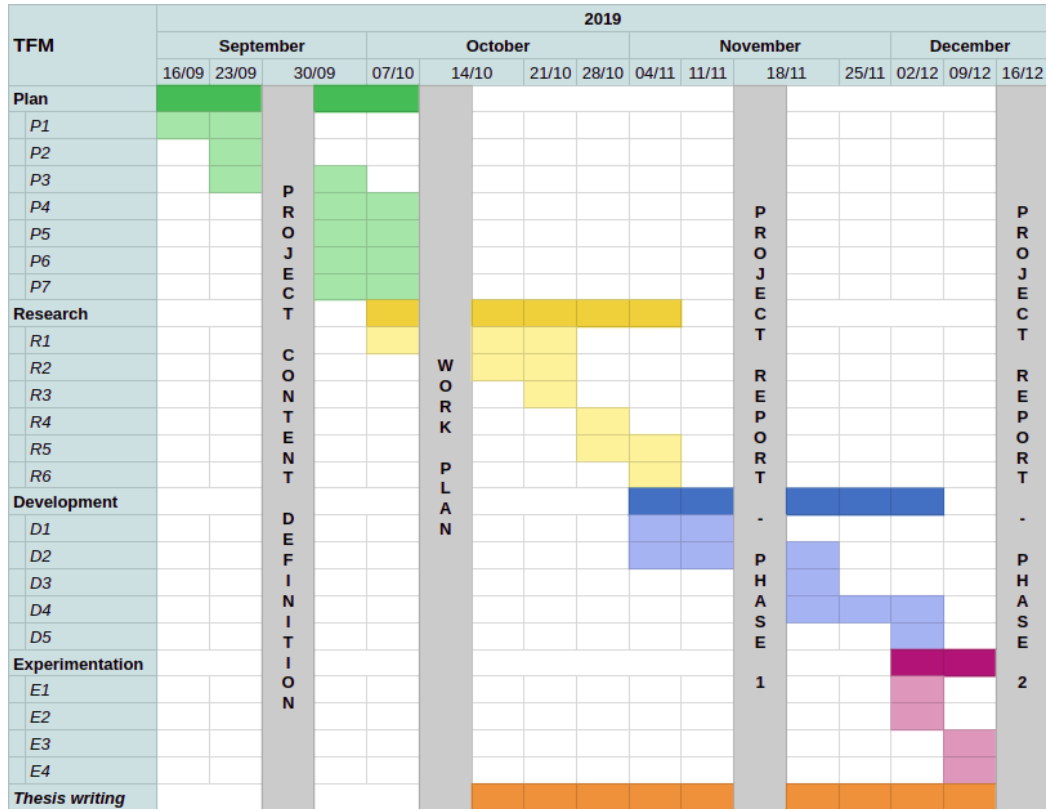 2019
TFM
September October November December
16/09 23/09 30/09 07/10 14/10 21/10 28/10 04/11 11/11 18/11 25/11 02/12 09/12 16/12
Plan
P1
P2
P3
P4
P5
P6
P7
Research
R1
R2
R3
R4
R5
R6
Development
D1
D2
D3
D4
D5
Experimentation
E1
E2
E3
E4
Thesis writing
PROJECT CONTENT DEFINITION
WORK PLAN
PROJECT REPORT - PHASE 1
PROJECT REPORT - PHASE 2